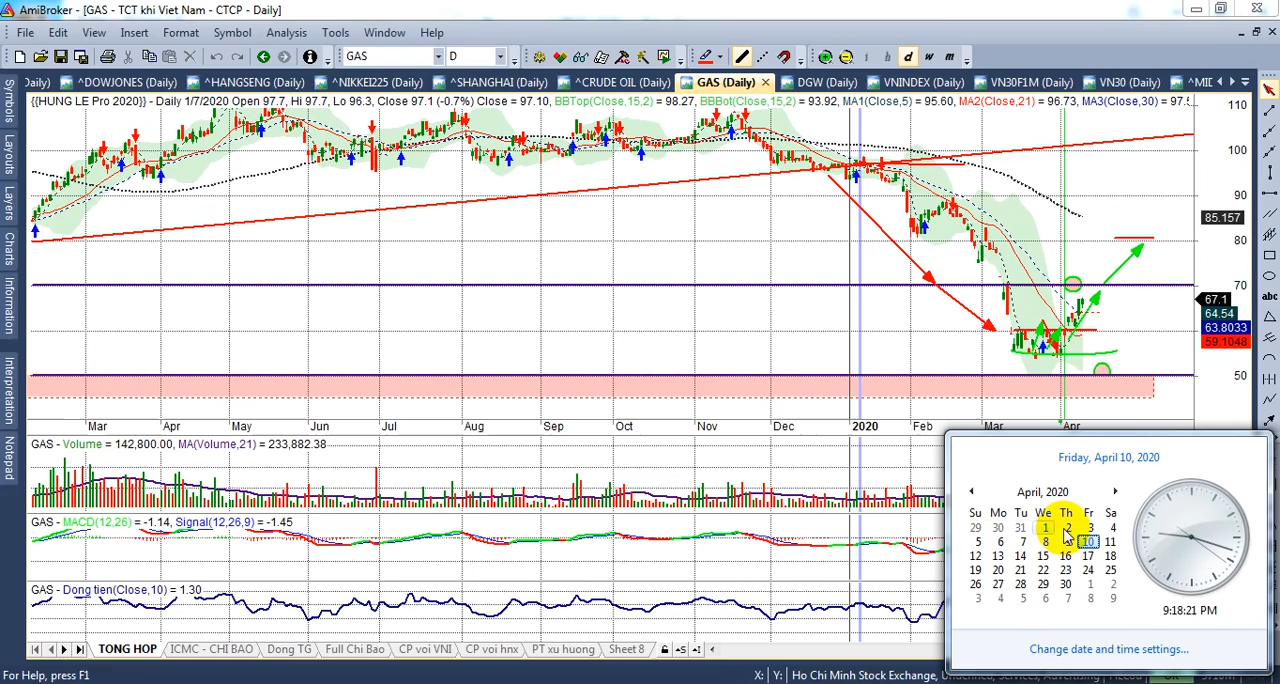 AmiBroker - [GAS - TCT khi Viet Nam - CTCP - Daily]
File Edit View Insert Format Symbol Analysis Tools Window Help
GAS D d w m
Daily) ^DOWJONES (Daily) ^HANGSENG (Daily) ^NIKKEI225 (Daily) ^SHANGHAI (Daily) ^CRUDE OIL (Daily) GAS (Daily) DGW (Daily) VNINDEX (Daily) VN30F1M (Daily) VN30 (Daily) ^MID
{{HUNG LE Pro 2020}} - Daily 1/7/2020 Open 97.7, Hi 97.7, Lo 96.3, Close 97.1 (-0.7%) Close = 97.10, BBTop(Close,15,2) = 98.27, BBBot(Close,15,2) = 93.92, MA1(Close,5) = 95.60, MA2(Close,21) = 96.73, MA3(Close,30) = 97.5
Symbols
Layouts
Layers
Charts
Information
Interpretation
Notepad
110
100
90
85.157
80
70
67.1
64.54
63.8033
59.1048
50
abc
Mar Apr May Jun Jul Aug Sep Oct Nov Dec 2020 Feb Mar Apr
GAS - Volume = 142,800.00, MA(Volume,21) = 233,882.38
GAS - MACD(12,26) = -1.14, Signal(12,26,9) = -1.45
GAS - Dong tien(Close,10) = 1.30
Friday, April 10, 2020
April, 2020
Su Mo Tu We Th Fr Sa
29 30 31 1 2 3 4
5 6 7 8 9 10 11
12 13 14 15 16 17 18
19 20 21 22 23 24 25
26 27 28 29 30 1 2
3 4 5 6 7 8 9
9:18:21 PM
Change date and time settings...
TONG HOP ICMC - CHI BAO Dong TG Full Chi Bao CP voi VNI CP voi hnx PT xu huong Sheet 8
For Help, press F1 X: Y: Ho Chi Minh Stock Exchange,